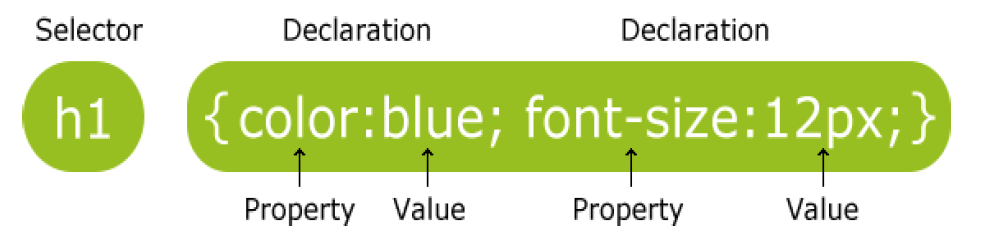 Selector Declaration Declaration
h1 {color:blue; font-size:12px;}
Property Value Property Value